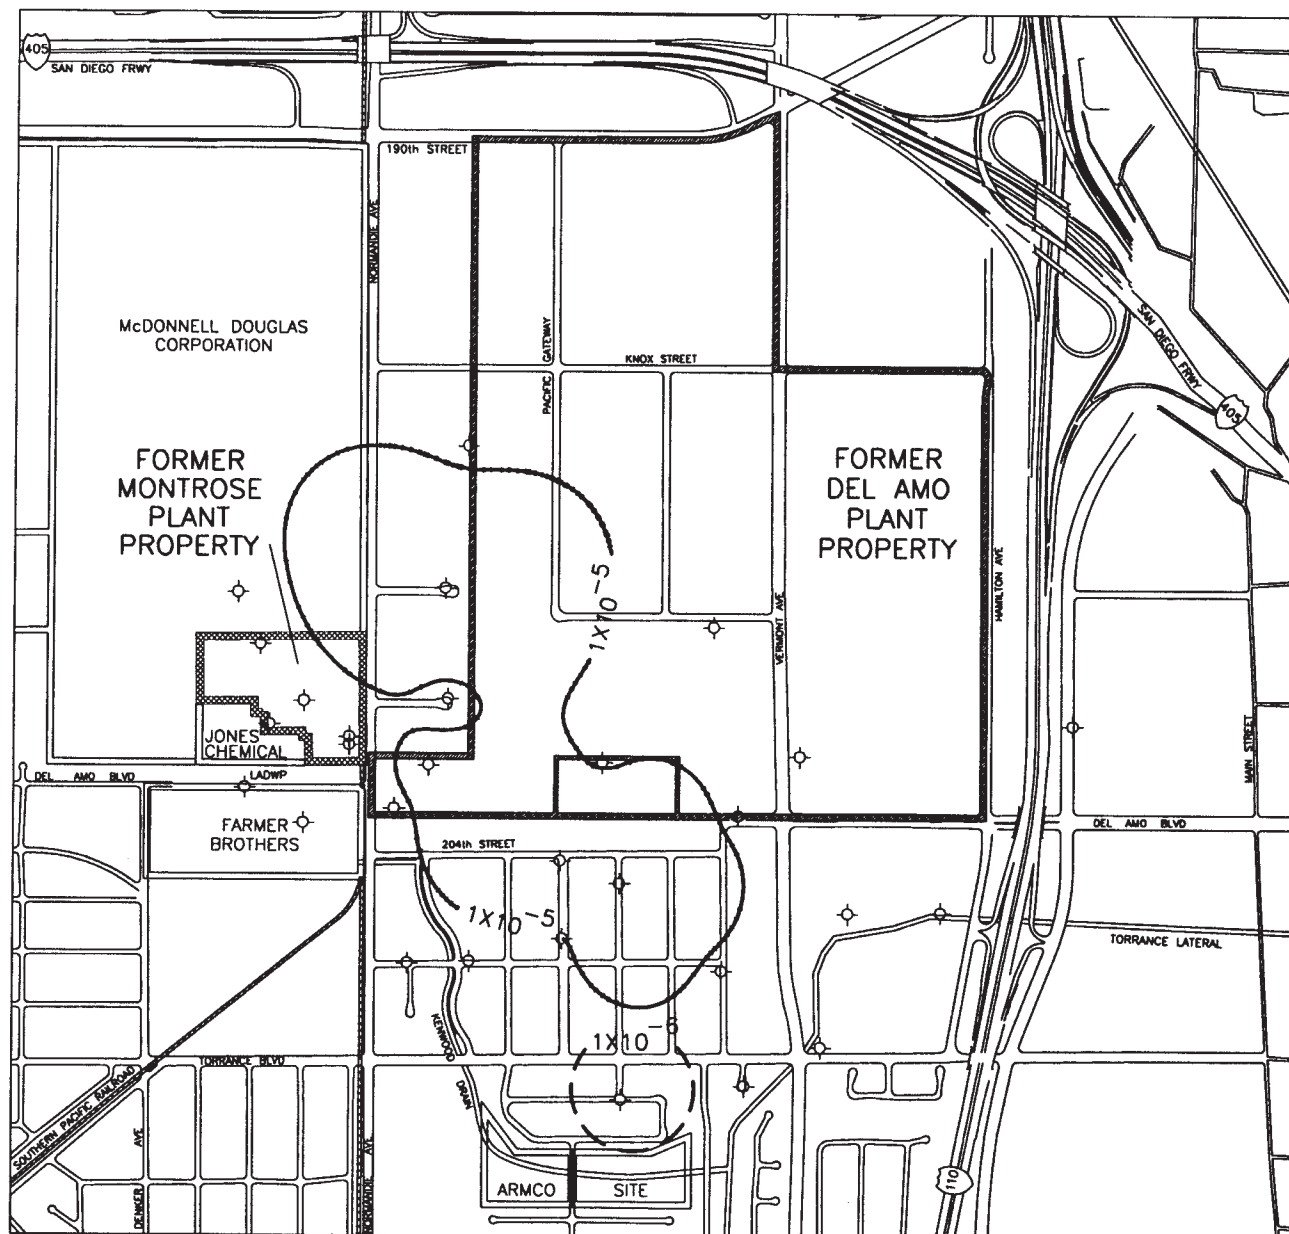 405
SAN DIEGO FRWY
190th STREET
NORMANDIE AVE
McDONNELL DOUGLAS
CORPORATION
PACIFIC GATEWAY
KNOX STREET
SAN DIEGO FRWY
405
FORMER
MONTROSE
PLANT
PROPERTY
FORMER
DEL AMO
PLANT
PROPERTY
HAMILTON AVE
1X10-5
VERMONT AVE
JONES
CHEMICAL
MAIN STREET
DEL AMO BLVD
LADWP
FARMER
BROTHERS
204th STREET
DEL AMO BLVD
1X10-5
TORRANCE LATERAL
KENWOOD
DRAIN
TORRANCE BLVD
SOUTHERN PACIFIC RAILROAD
DENKER AVE
NORMANDIE AVE
ARMCO
SITE
110